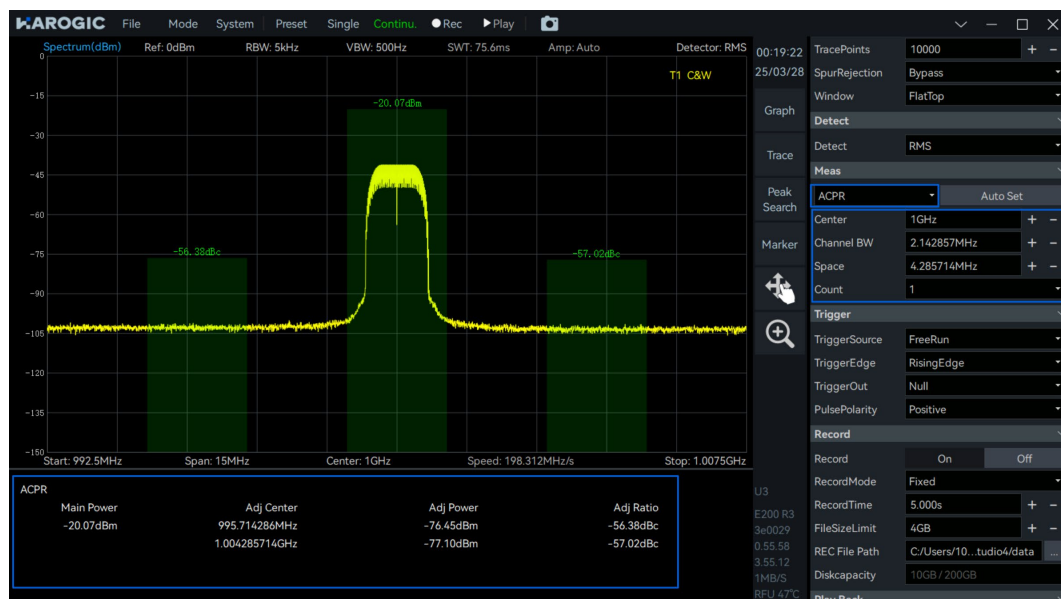 HAROGIC File Mode System Preset Single Continu. Rec Play
Spectrum(dBm) Ref: 0dBm RBW: 5kHz VBW: 500Hz SWT: 75.6ms Amp: Auto Detector: RMS
T1 C&W
0
-15
-30
-45
-60
-75
-90
-105
-120
-135
-150
-20.07dBm
-56.38dBc
-57.02dBc
Start: 992.5MHz Span: 15MHz Center: 1GHz Speed: 198.312MHz/s Stop: 1.0075GHz
ACPR
Main Power Adj Center Adj Power Adj Ratio
-20.07dBm 995.714286MHz -76.45dBm -56.38dBc
1.004285714GHz -77.10dBm -57.02dBc
00:19:22
25/03/28
Graph
Trace
Peak
Search
Marker
U3
E200 R3
3e0029
0.55.58
3.55.12
1MB/S
RFU 47°C
TracePoints 10000 + -
SpurRejection Bypass
Window FlatTop
Detect
Detect RMS
Meas
ACPR Auto Set
Center 1GHz + -
Channel BW 2.142857MHz + -
Space 4.285714MHz + -
Count 1
Trigger
TriggerSource FreeRun
TriggerEdge RisingEdge
TriggerOut Null
PulsePolarity Positive
Record
Record On Off
RecordMode Fixed
RecordTime 5.000s + -
FileSizeLimit 4GB + -
REC File Path C:/Users/10...tudio4/data ...
Diskcapacity 10GB / 200GB
Play Back